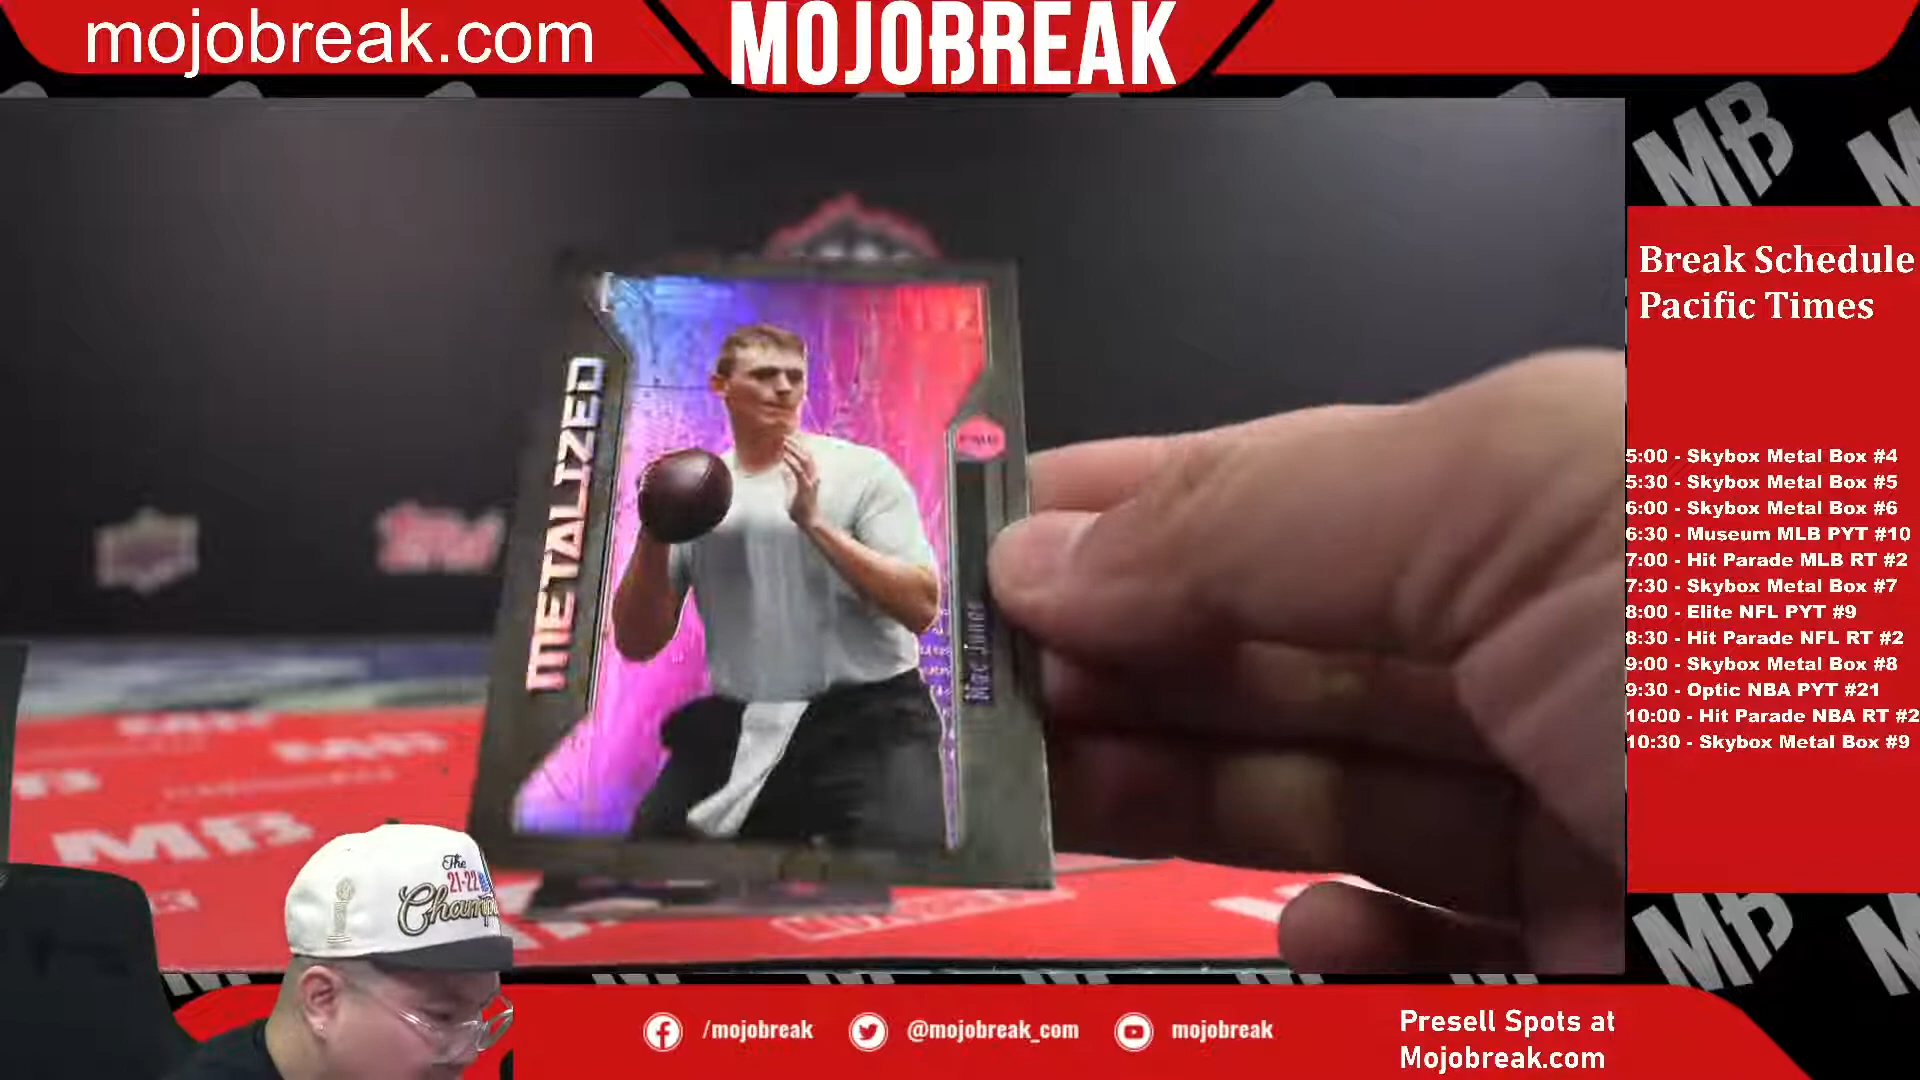 mojobreak.com
MOJOBREAK
Break Schedule
Pacific Times
5:00 - Skybox Metal Box #4
5:30 - Skybox Metal Box #5
6:00 - Skybox Metal Box #6
6:30 - Museum MLB PYT #10
7:00 - Hit Parade MLB RT #2
7:30 - Skybox Metal Box #7
8:00 - Elite NFL PYT #9
8:30 - Hit Parade NFL RT #2
9:00 - Skybox Metal Box #8
9:30 - Optic NBA PYT #21
10:00 - Hit Parade NBA RT #2
10:30 - Skybox Metal Box #9
METALIZED
Mac Jones
MB
The
21-22
Champ
/mojobreak
@mojobreak_com
mojobreak
Presell Spots at
Mojobreak.com